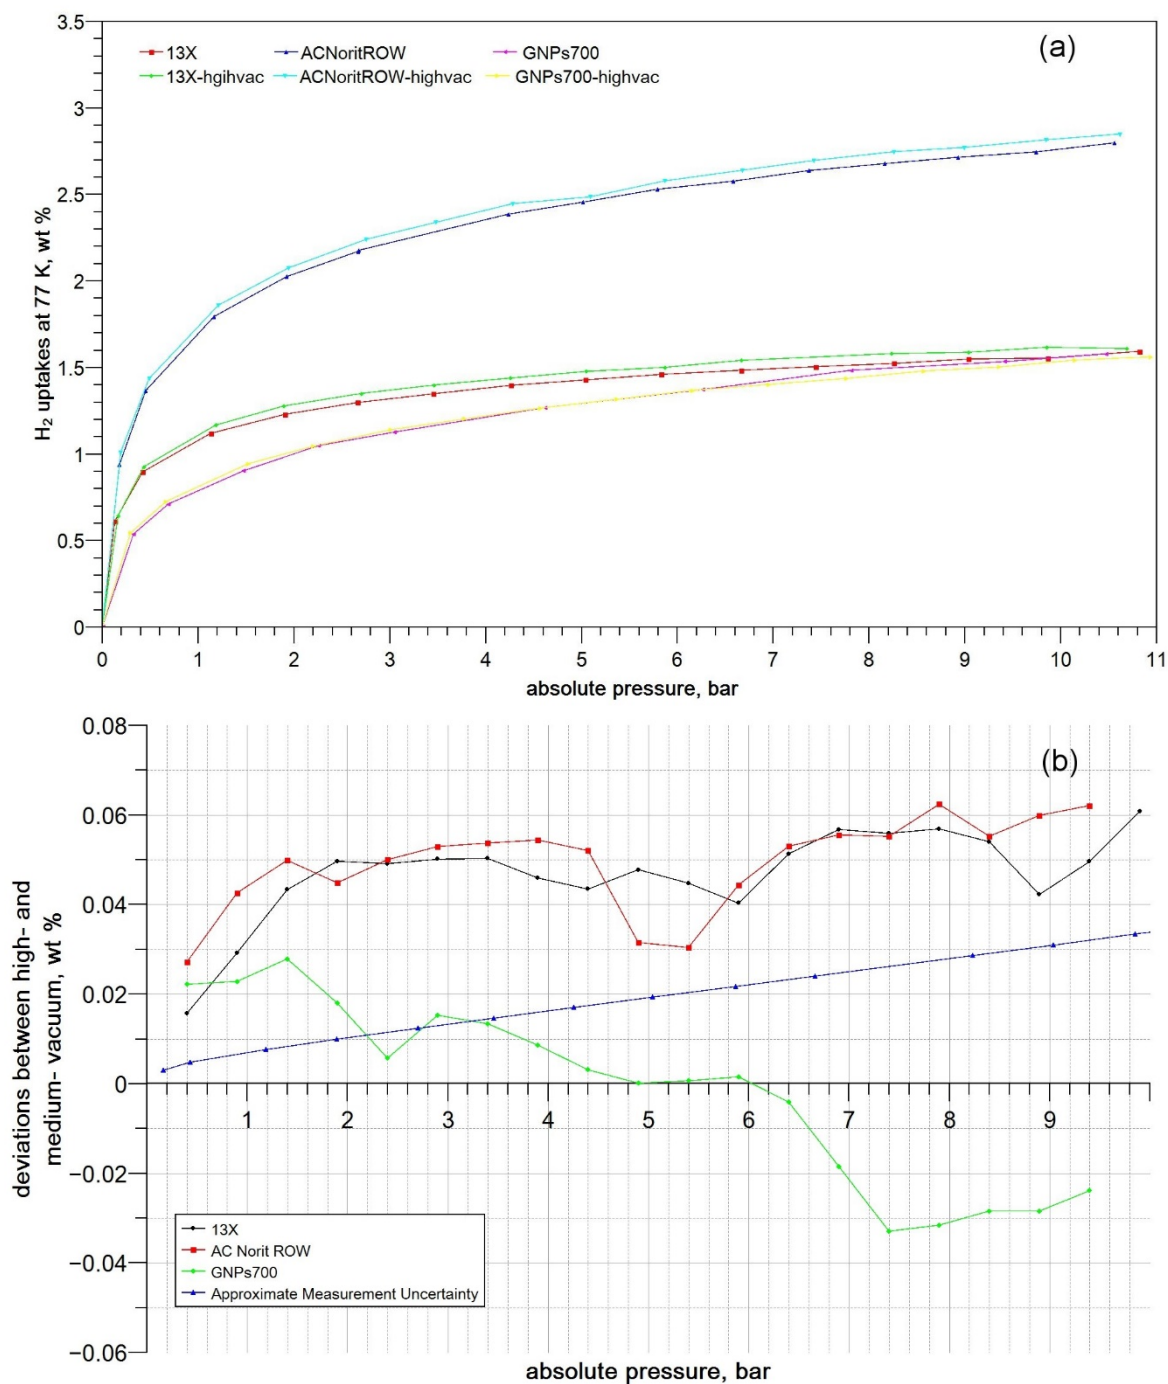 (a)
13X
ACNoritROW
GNPs700
13X-hgihvac
ACNoritROW-highvac
GNPs700-highvac
H₂ uptakes at 77 K, wt %
3.5
3
2.5
2
1.5
1
0.5
0
0 1 2 3 4 5 6 7 8 9 10 11
absolute pressure, bar
(b)
deviations between high- and
medium- vacuum, wt %
0.08
0.06
0.04
0.02
0
−0.02
−0.04
−0.06
1 2 3 4 5 6 7 8 9
13X
AC Norit ROW
GNPs700
Approximate Measurement Uncertainty
absolute pressure, bar